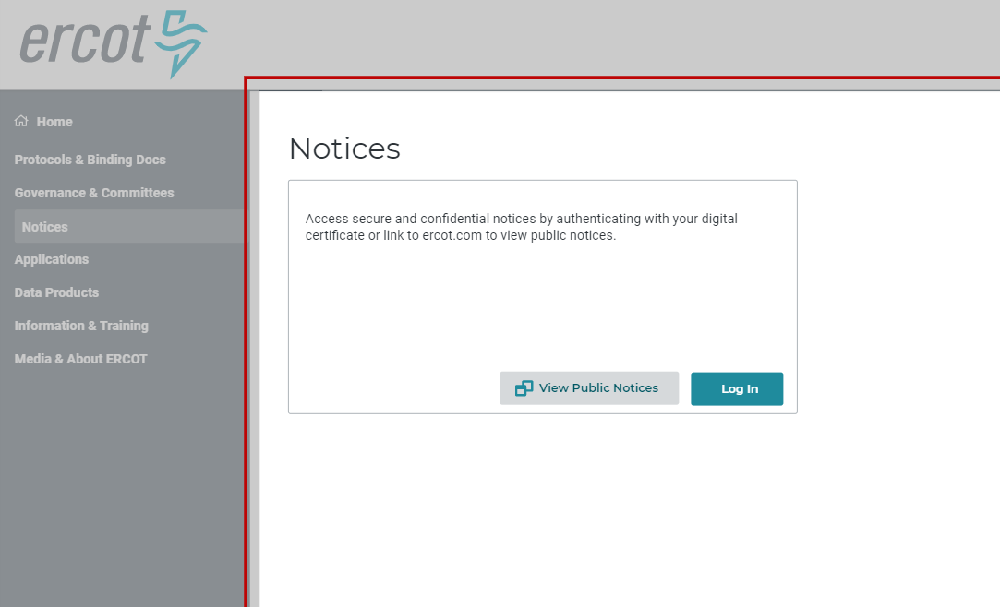 ercot
Home
Protocols & Binding Docs
Governance & Committees
Notices
Applications
Data Products
Information & Training
Media & About ERCOT
Notices
Access secure and confidential notices by authenticating with your digital
certificate or link to ercot.com to view public notices.
View Public Notices
Log In